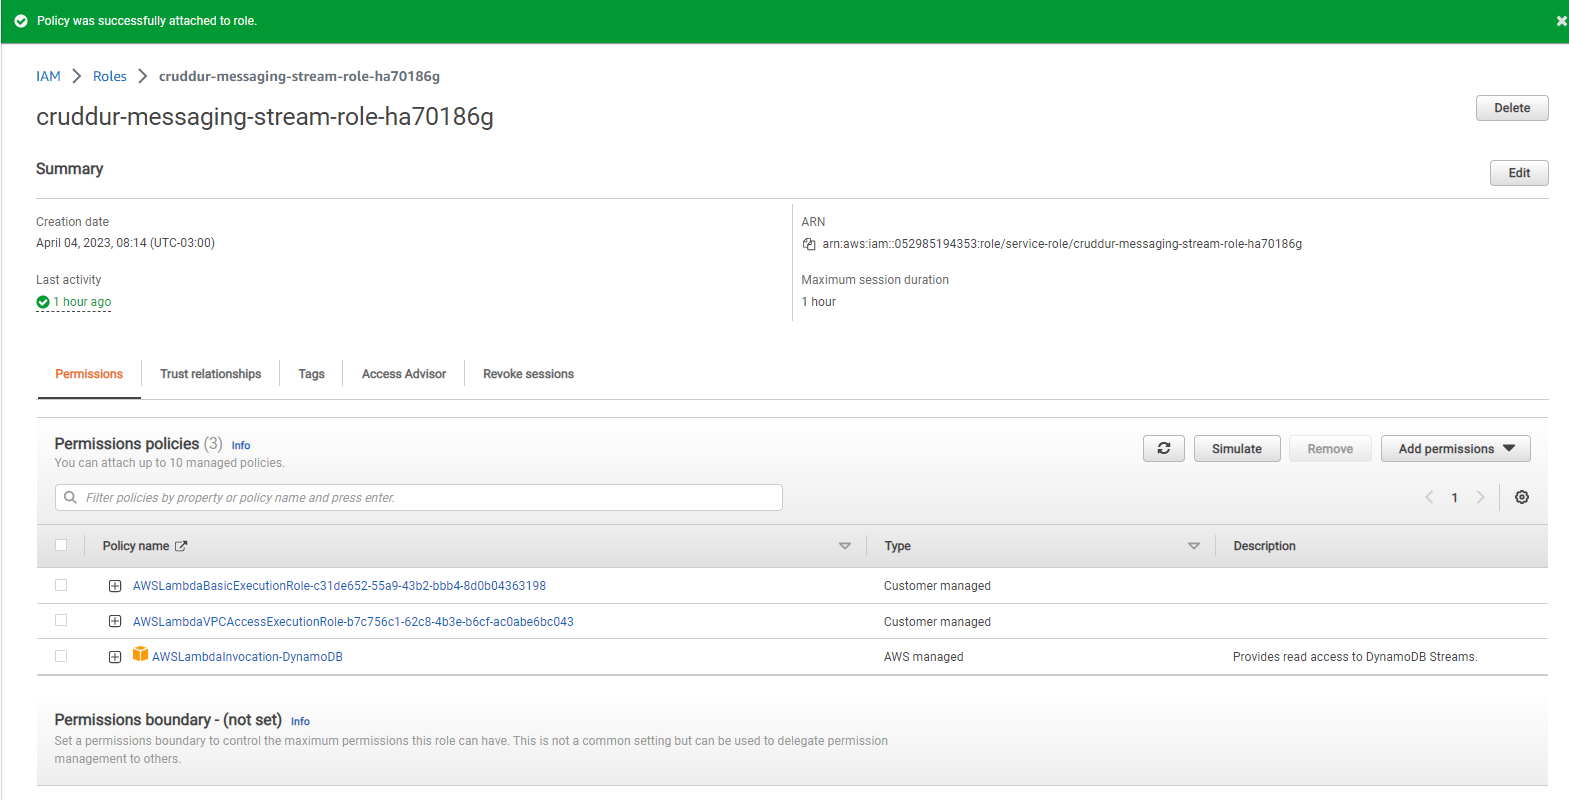 Policy was successfully attached to role.
IAM > Roles > cruddur-messaging-stream-role-ha70186g
cruddur-messaging-stream-role-ha70186g
Delete
Summary
Edit
Creation date
April 04, 2023, 08:14 (UTC-03:00)
ARN
arn:aws:iam::052985194353:role/service-role/cruddur-messaging-stream-role-ha70186g
Last activity
1 hour ago
Maximum session duration
1 hour
Permissions Trust relationships Tags Access Advisor Revoke sessions
Permissions policies (3) Info
You can attach up to 10 managed policies.
Simulate Remove Add permissions
Filter policies by property or policy name and press enter.
1
Policy name Type Description
AWSLambdaBasicExecutionRole-c31de652-55a9-43b2-bbb4-8d0b04363198 Customer managed
AWSLambdaVPCAccessExecutionRole-b7c756c1-62c8-4b3e-b6cf-ac0abe6bc043 Customer managed
AWSLambdaInvocation-DynamoDB AWS managed Provides read access to DynamoDB Streams.
Permissions boundary - (not set) Info
Set a permissions boundary to control the maximum permissions this role can have. This is not a common setting but can be used to delegate permission
management to others.